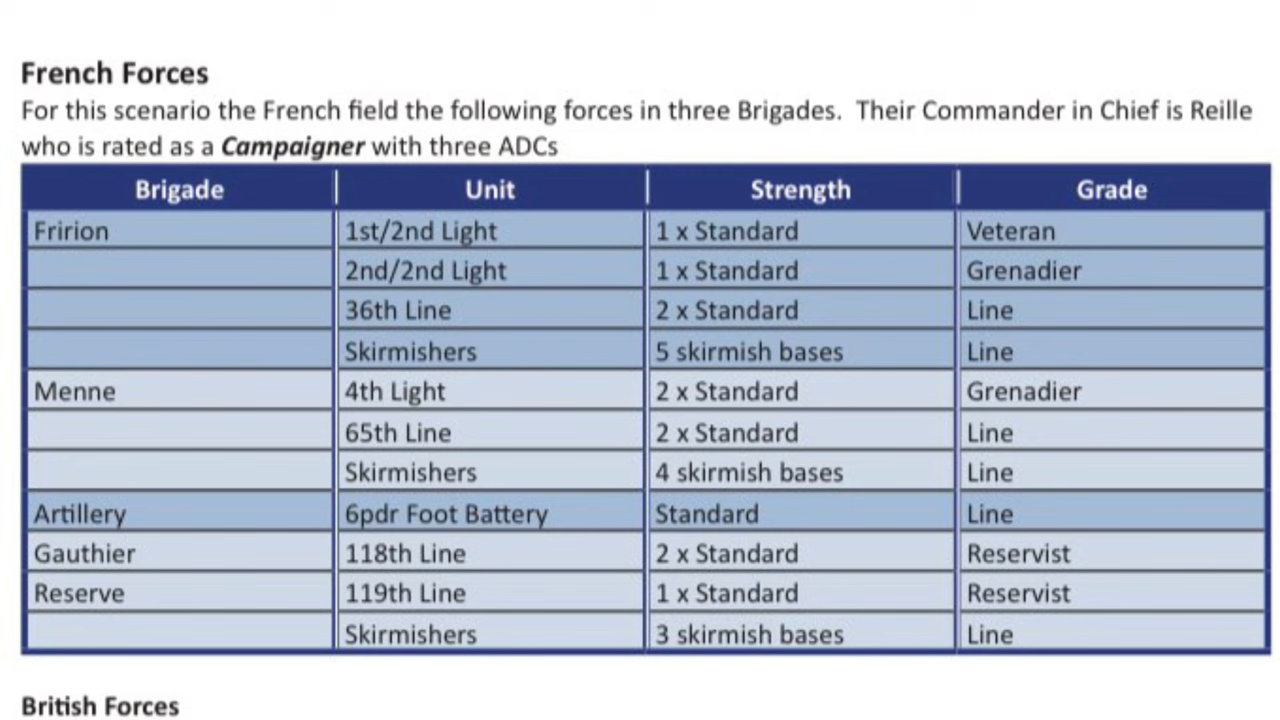 French Forces
For this scenario the French field the following forces in three Brigades.  Their Commander in Chief is Reille
who is rated as a Campaigner with three ADCs
Brigade Unit Strength Grade
Fririon 1st/2nd Light 1 x Standard Veteran
2nd/2nd Light 1 x Standard Grenadier
36th Line 2 x Standard Line
Skirmishers 5 skirmish bases Line
Menne 4th Light 2 x Standard Grenadier
65th Line 2 x Standard Line
Skirmishers 4 skirmish bases Line
Artillery 6pdr Foot Battery Standard Line
Gauthier 118th Line 2 x Standard Reservist
Reserve 119th Line 1 x Standard Reservist
Skirmishers 3 skirmish bases Line
British Forces